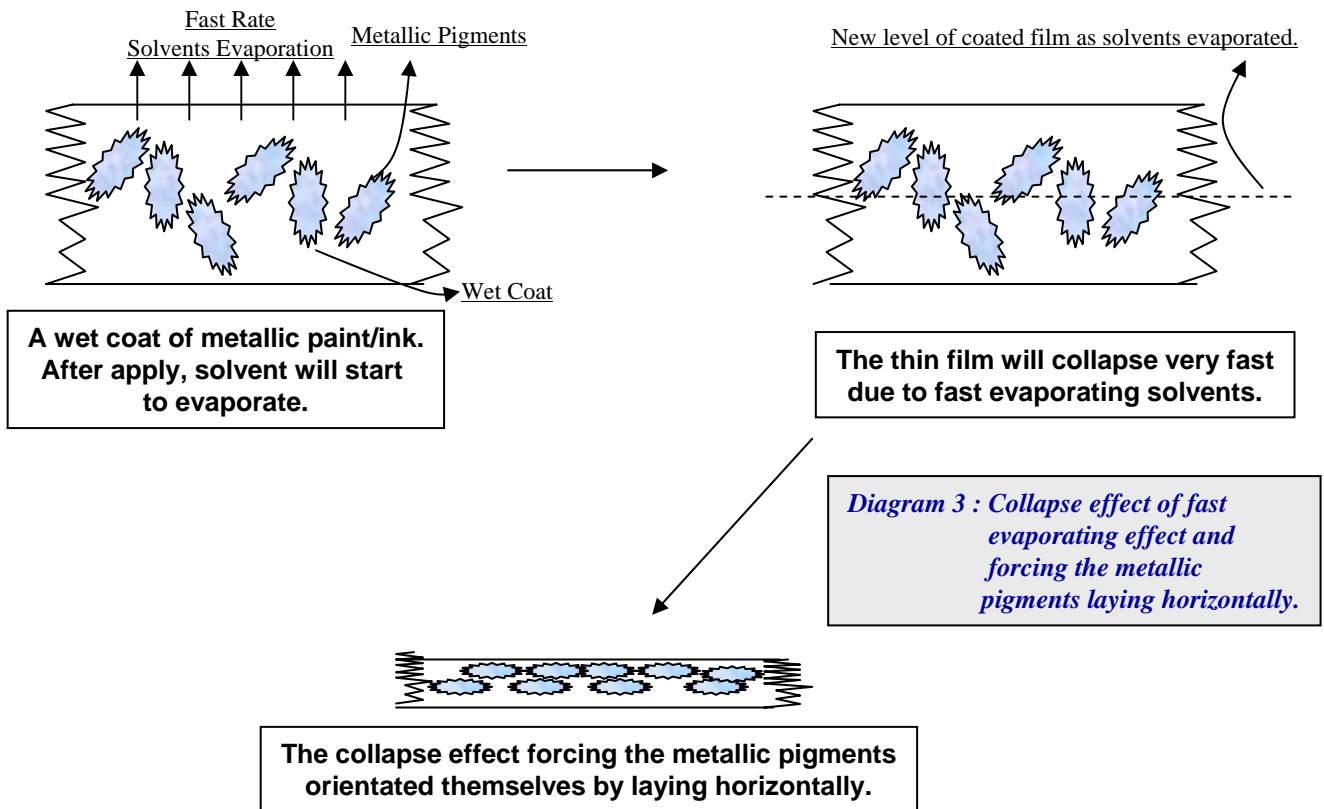 Fast Rate
Solvents Evaporation
Metallic Pigments
New level of coated film as solvents evaporated.
Wet Coat
A wet coat of metallic paint/ink.
After apply, solvent will start
to evaporate.
The thin film will collapse very fast
due to fast evaporating solvents.
Diagram 3 : Collapse effect of fast
evaporating effect and
forcing the metallic
pigments laying horizontally.
The collapse effect forcing the metallic pigments
orientated themselves by laying horizontally.